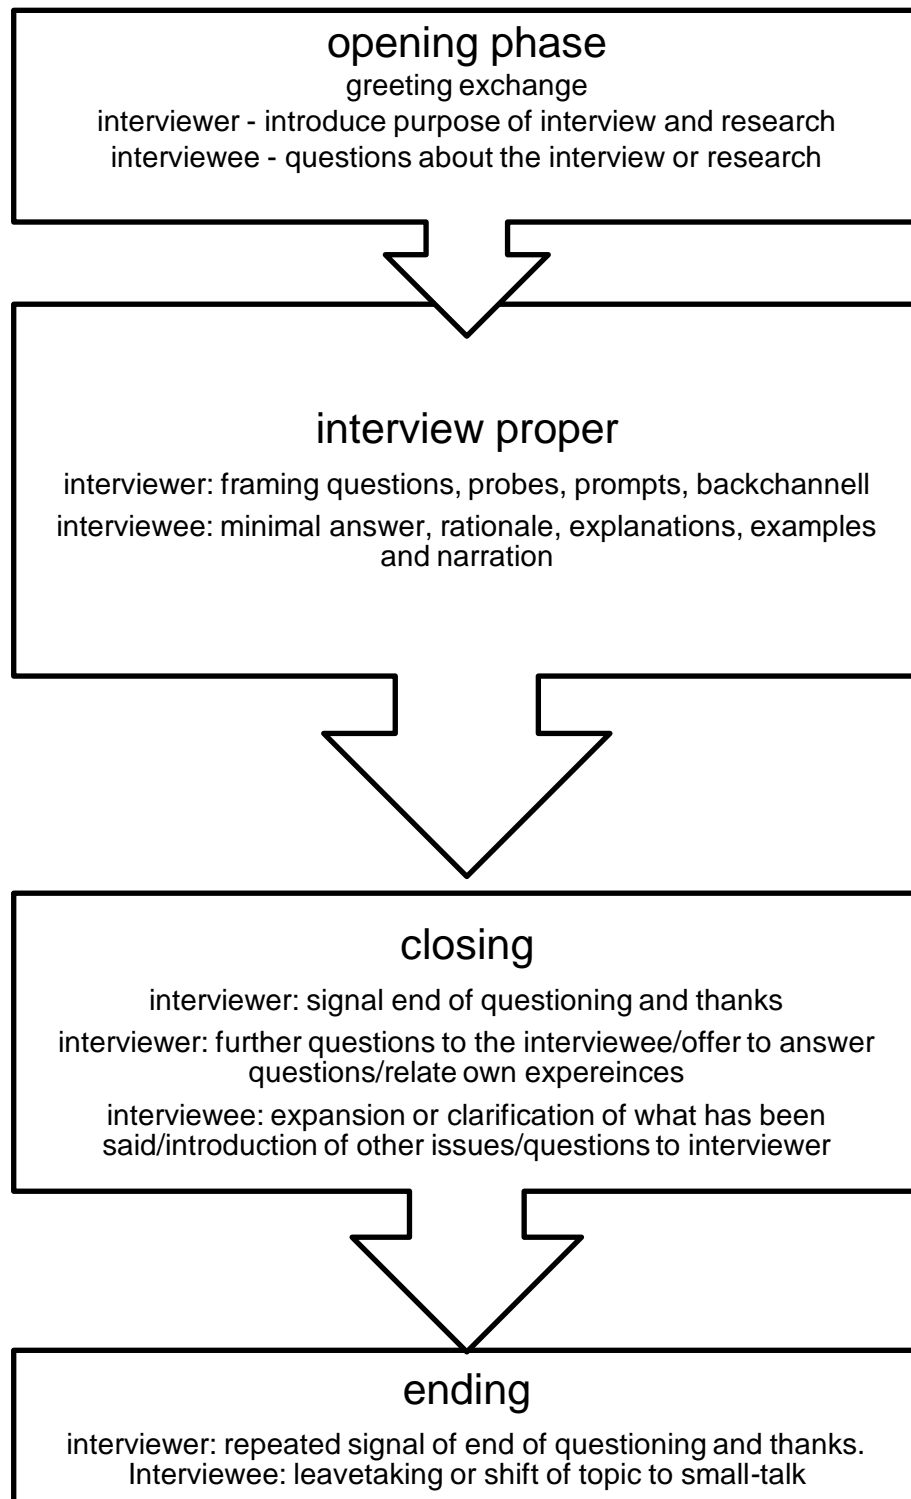 opening phase
greeting exchange
interviewer - introduce purpose of interview and research
interviewee - questions about the interview or research
interview proper
interviewer: framing questions, probes, prompts, backchannell
interviewee: minimal answer, rationale, explanations, examples
and narration
closing
interviewer: signal end of questioning and thanks
interviewer: further questions to the interviewee/offer to answer
questions/relate own expereinces
interviewee: expansion or clarification of what has been
said/introduction of other issues/questions to interviewer
ending
interviewer: repeated signal of end of questioning and thanks.
Interviewee: leavetaking or shift of topic to small-talk